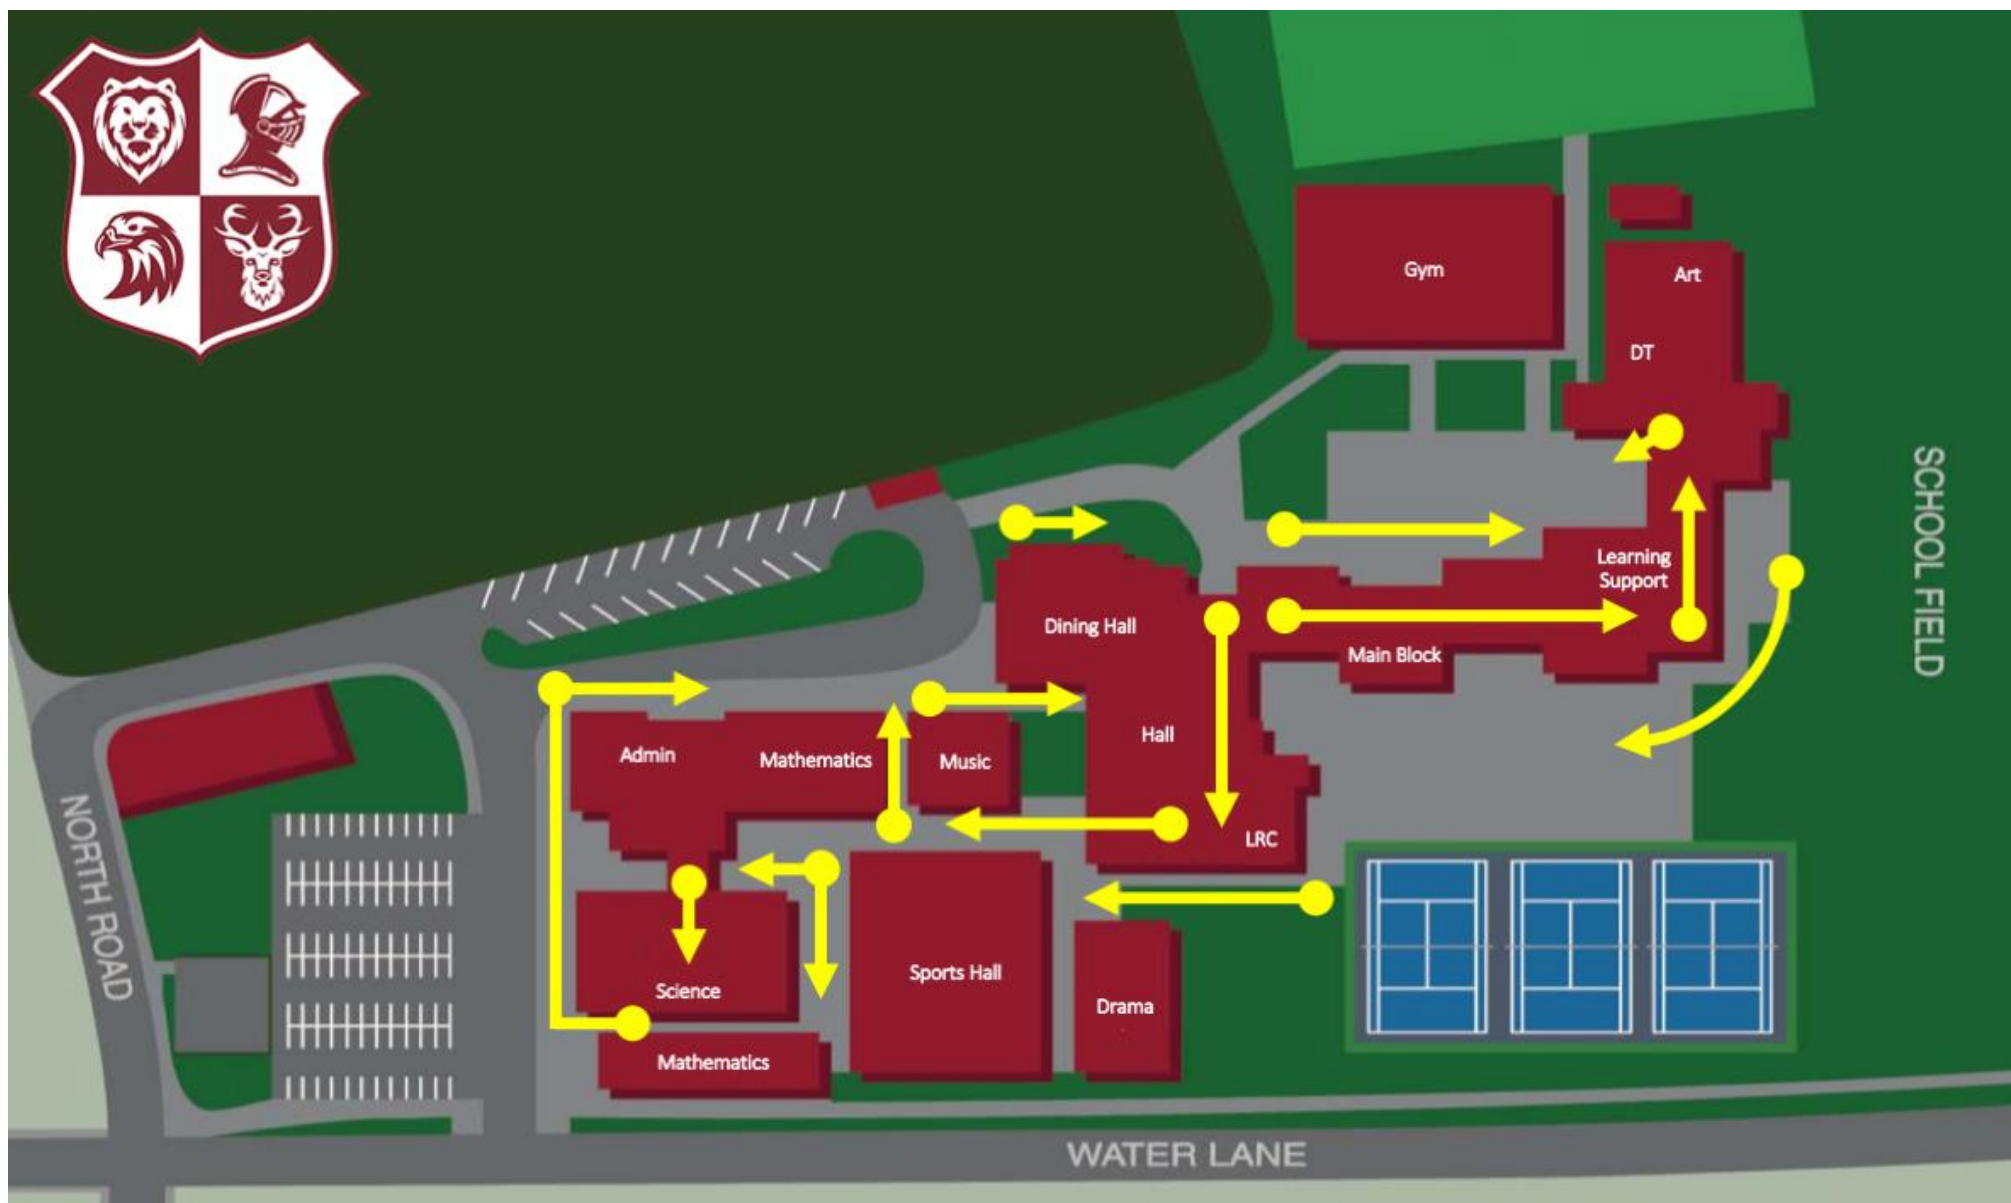 Gym
Art
DT
SCHOOL FIELD
Learning
Support
Dining Hall
Main Block
Hall
Admin
Mathematics
Music
NORTH ROAD
LRC
Science
Sports Hall
Drama
Mathematics
WATER LANE